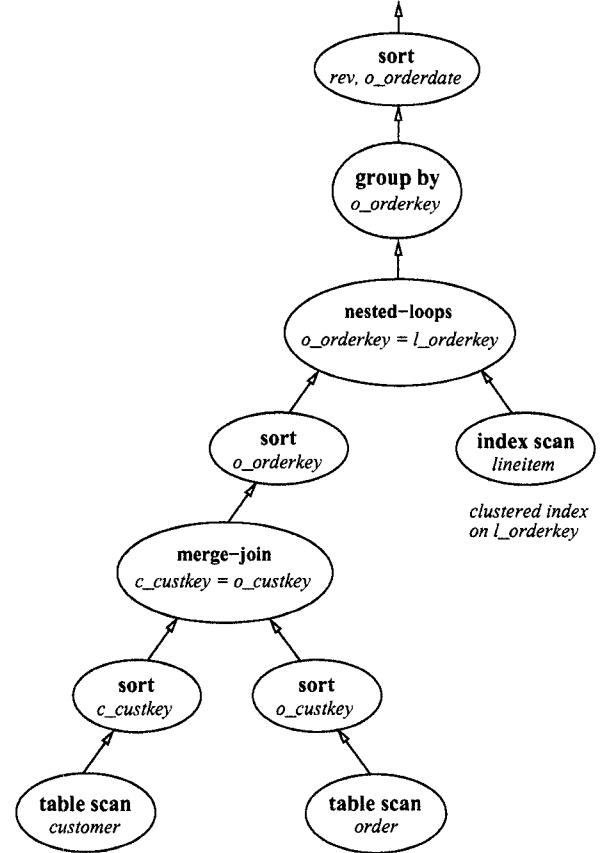 sort
rev, o_orderdate
group by
o_orderkey
nested-loops
o_orderkey = l_orderkey
sort
o_orderkey
index scan
lineitem
clustered index
on l_orderkey
merge-join
c_custkey = o_custkey
sort
c_custkey
sort
o_custkey
table scan
customer
table scan
order